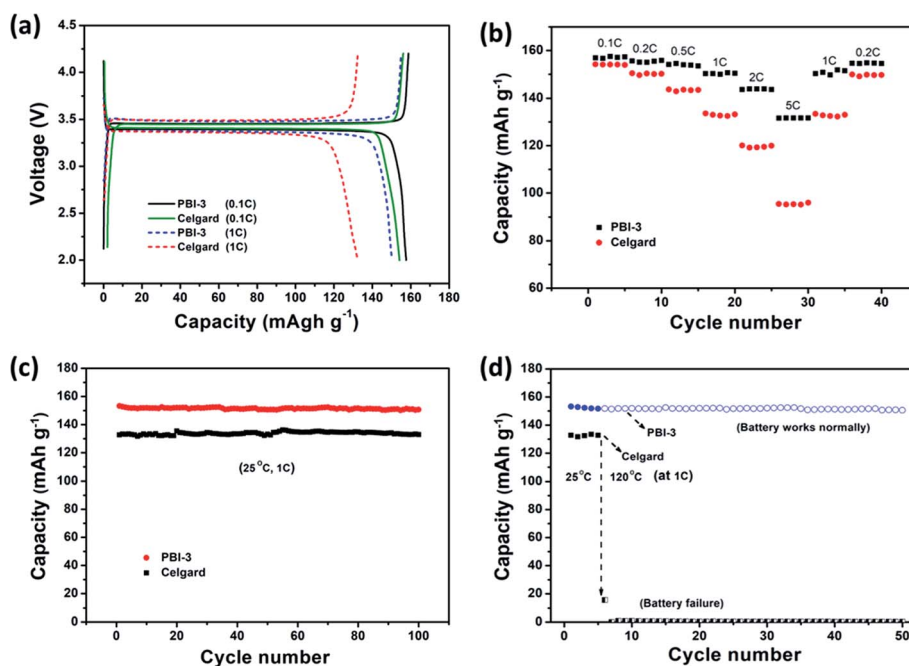 (a)
4.5
4.0
3.5
3.0
2.5
2.0
Voltage (V)
PBI-3 (0.1C)
Celgard (0.1C)
PBI-3 (1C)
Celgard (1C)
0 20 40 60 80 100 120 140 160 180
Capacity (mAgh g⁻¹)
(b)
160
140
120
100
80
60
Capacity (mAh g⁻¹)
0.1C
0.2C
0.5C
1C
2C
5C
1C
0.2C
PBI-3
Celgard
0 10 20 30 40
Cycle number
(c)
180
160
140
120
100
80
60
40
20
0
Capacity (mAh g⁻¹)
(25°C, 1C)
PBI-3
Celgard
0 20 40 60 80 100
Cycle number
(d)
180
160
140
120
100
80
60
40
20
0
Capacity (mAh g⁻¹)
PBI-3
(Battery works normally)
Celgard
25°C 120°C (at 1C)
(Battery failure)
0 10 20 30 40 50
Cycle number